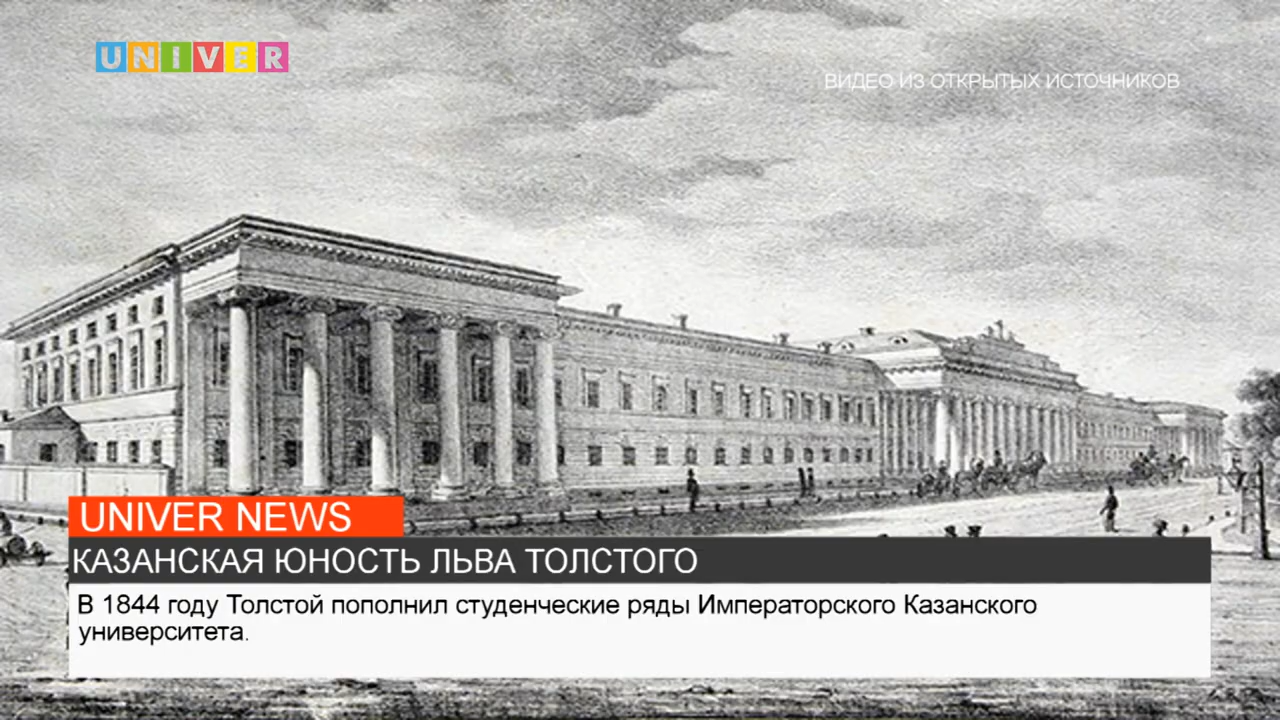 UNIVER
ВИДЕО ИЗ ОТКРЫТЫХ ИСТОЧНИКОВ
UNIVER NEWS
КАЗАНСКАЯ ЮНОСТЬ ЛЬВА ТОЛСТОГО
В 1844 году Толстой пополнил студенческие ряды Императорского Казанского
университета.